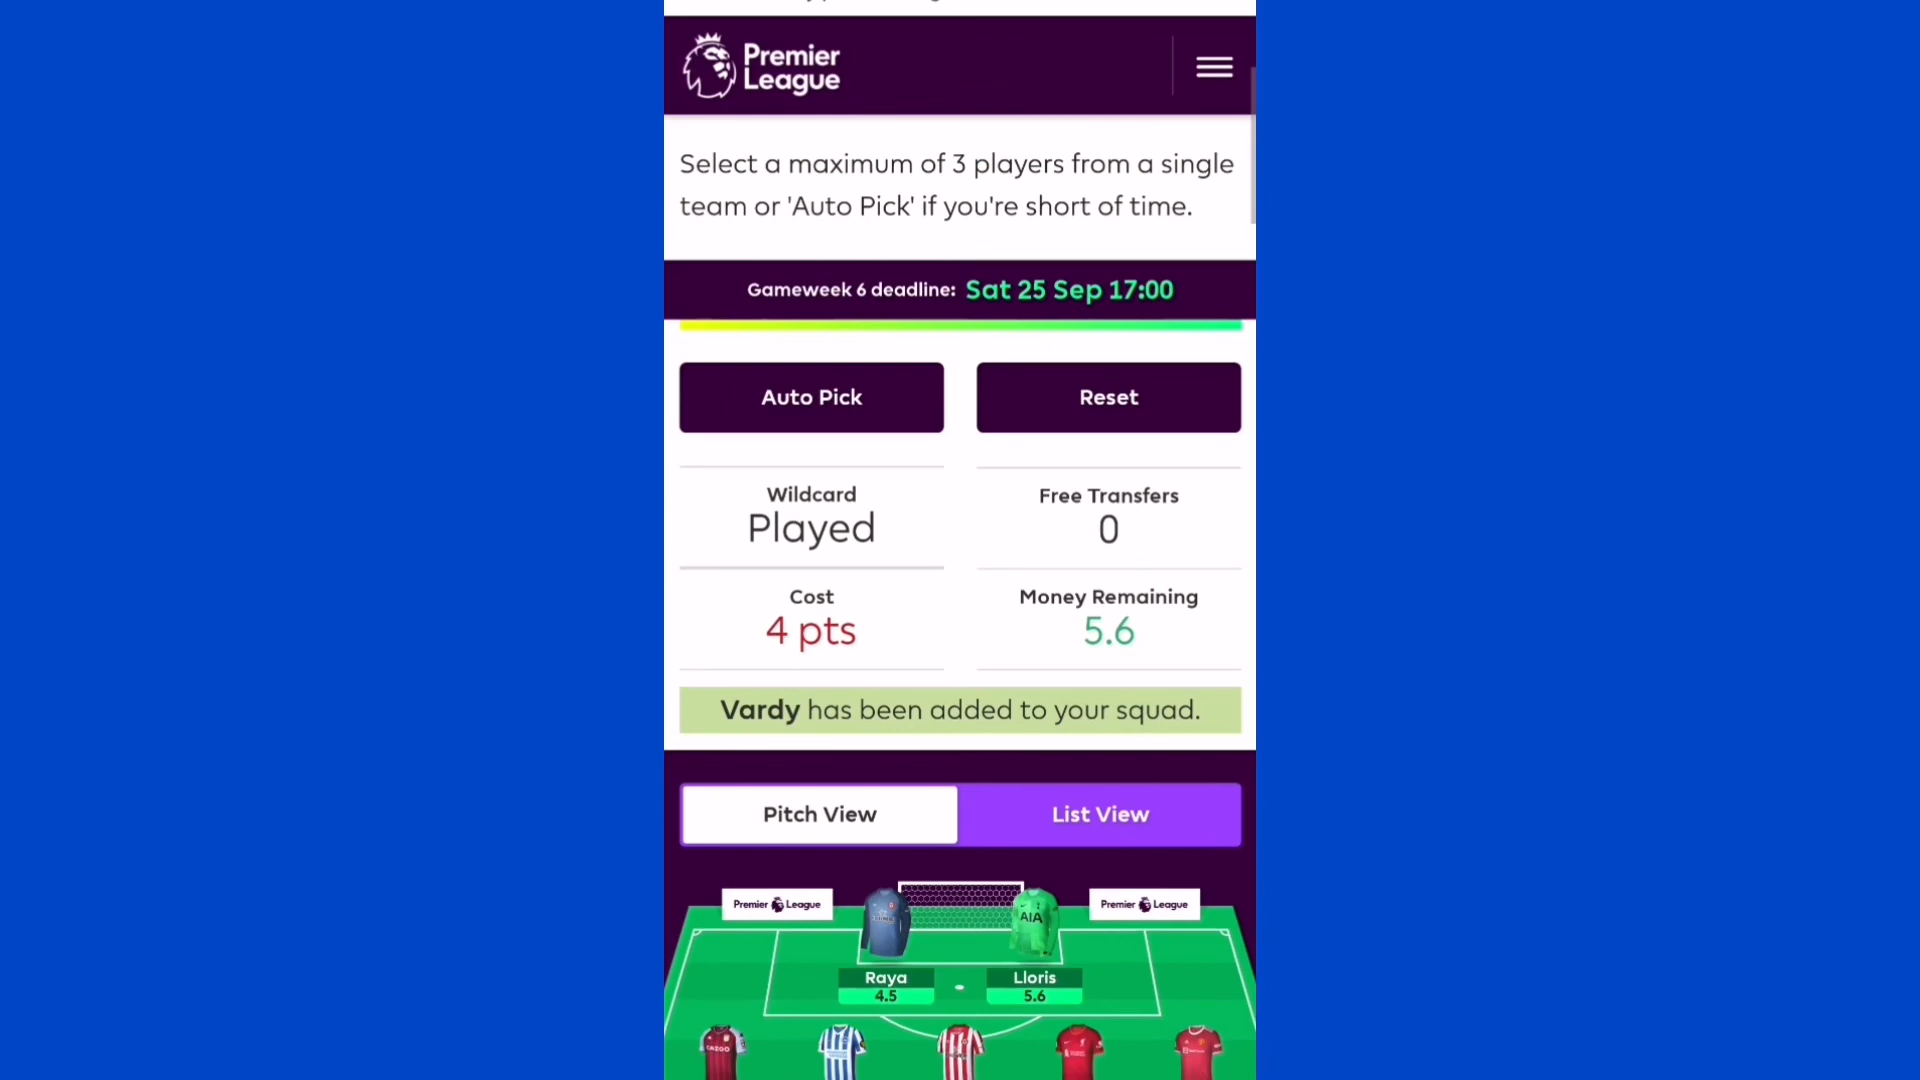 Premier
League
Select a maximum of 3 players from a single
team or 'Auto Pick' if you're short of time.
Gameweek 6 deadline: Sat 25 Sep 17:00
Auto Pick
Reset
Wildcard
Played
Free Transfers
0
Cost
4 pts
Money Remaining
5.6
Vardy has been added to your squad.
Pitch View
List View
Premier League
Premier League
AIA
Raya
4.5
Lloris
5.6
CAZOO